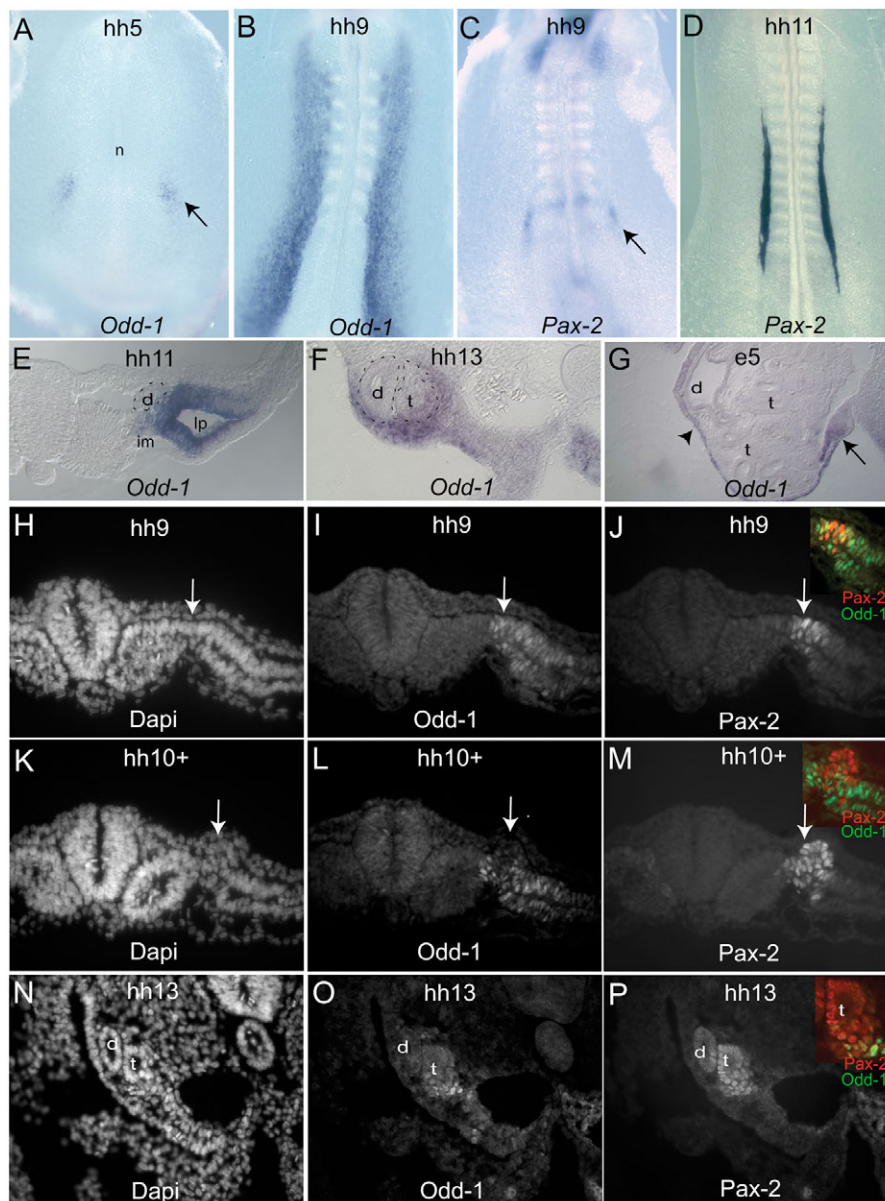 A hh5 n Odd-1
B hh9 Odd-1
C hh9 Pax-2
D hh11 Pax-2
E hh11 d lp im Odd-1
F hh13 d t Odd-1
G e5 d t t Odd-1
H hh9 Dapi
I hh9 Odd-1
J hh9 Pax-2 Odd-1 Pax-2
K hh10+ Dapi
L hh10+ Odd-1
M hh10+ Pax-2 Odd-1 Pax-2
N hh13 d t Dapi
O hh13 d t Odd-1
P hh13 t Pax-2 Odd-1 d t Pax-2